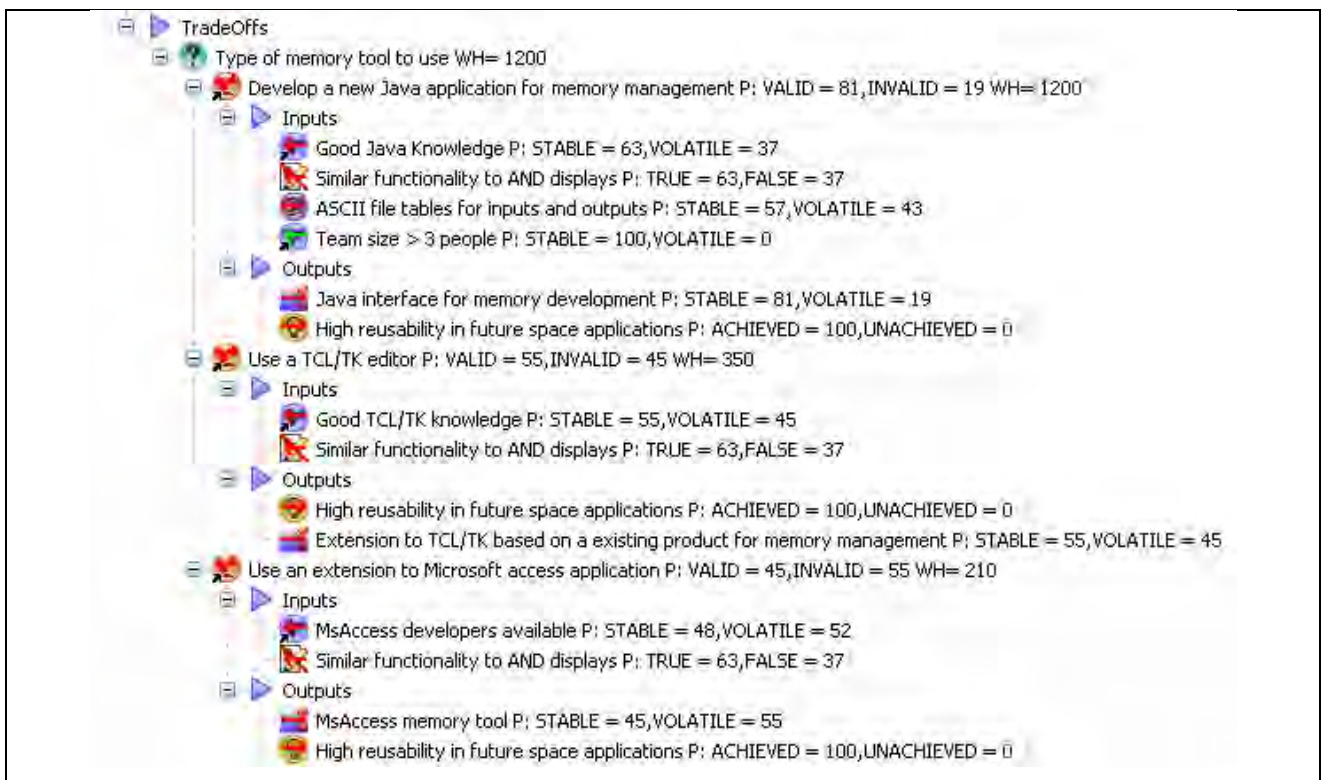 TradeOffs
Type of memory tool to use WH= 1200
Develop a new Java application for memory management P: VALID = 81,INVALID = 19 WH= 1200
Inputs
Good Java Knowledge P: STABLE = 63,VOLATILE = 37
Similar functionality to AND displays P: TRUE = 63,FALSE = 37
ASCII file tables for inputs and outputs P: STABLE = 57,VOLATILE = 43
Team size > 3 people P: STABLE = 100,VOLATILE = 0
Outputs
Java interface for memory development P: STABLE = 81,VOLATILE = 19
High reusability in future space applications P: ACHIEVED = 100,UNACHIEVED = 0
Use a TCL/TK editor P: VALID = 55,INVALID = 45 WH= 350
Inputs
Good TCL/TK knowledge P: STABLE = 55,VOLATILE = 45
Similar functionality to AND displays P: TRUE = 63,FALSE = 37
Outputs
High reusability in future space applications P: ACHIEVED = 100,UNACHIEVED = 0
Extension to TCL/TK based on a existing product for memory management P: STABLE = 55,VOLATILE = 45
Use an extension to Microsoft access application P: VALID = 45,INVALID = 55 WH= 210
Inputs
MsAccess developers available P: STABLE = 48,VOLATILE = 52
Similar functionality to AND displays P: TRUE = 63,FALSE = 37
Outputs
MsAccess memory tool P: STABLE = 45,VOLATILE = 55
High reusability in future space applications P: ACHIEVED = 100,UNACHIEVED = 0